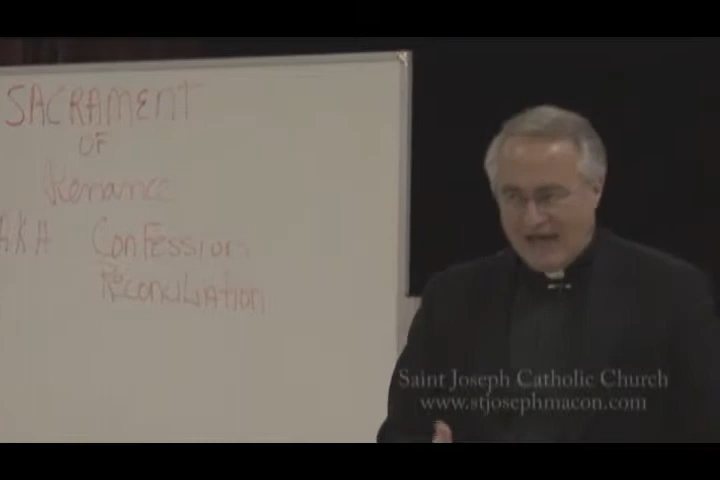 SACRAMENT
OF
Penance
AKA Confession
Reconciliation
Saint Joseph Catholic Church
www.stjosephmacon.com